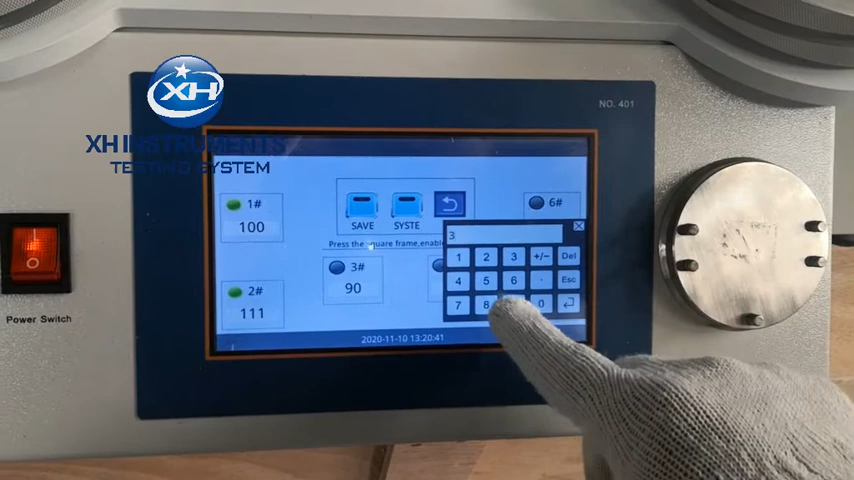 NO. 401
XH
XH INSTRUMENTS
TESTING SYSTEM
1#
100
SAVE
SYSTE
6#
Press the square frame,enable
3
1 2 3 +/- Del
4 5 6 . Esc
7 8 0
3#
90
2#
111
2020-11-10 13:20:41
Power Switch